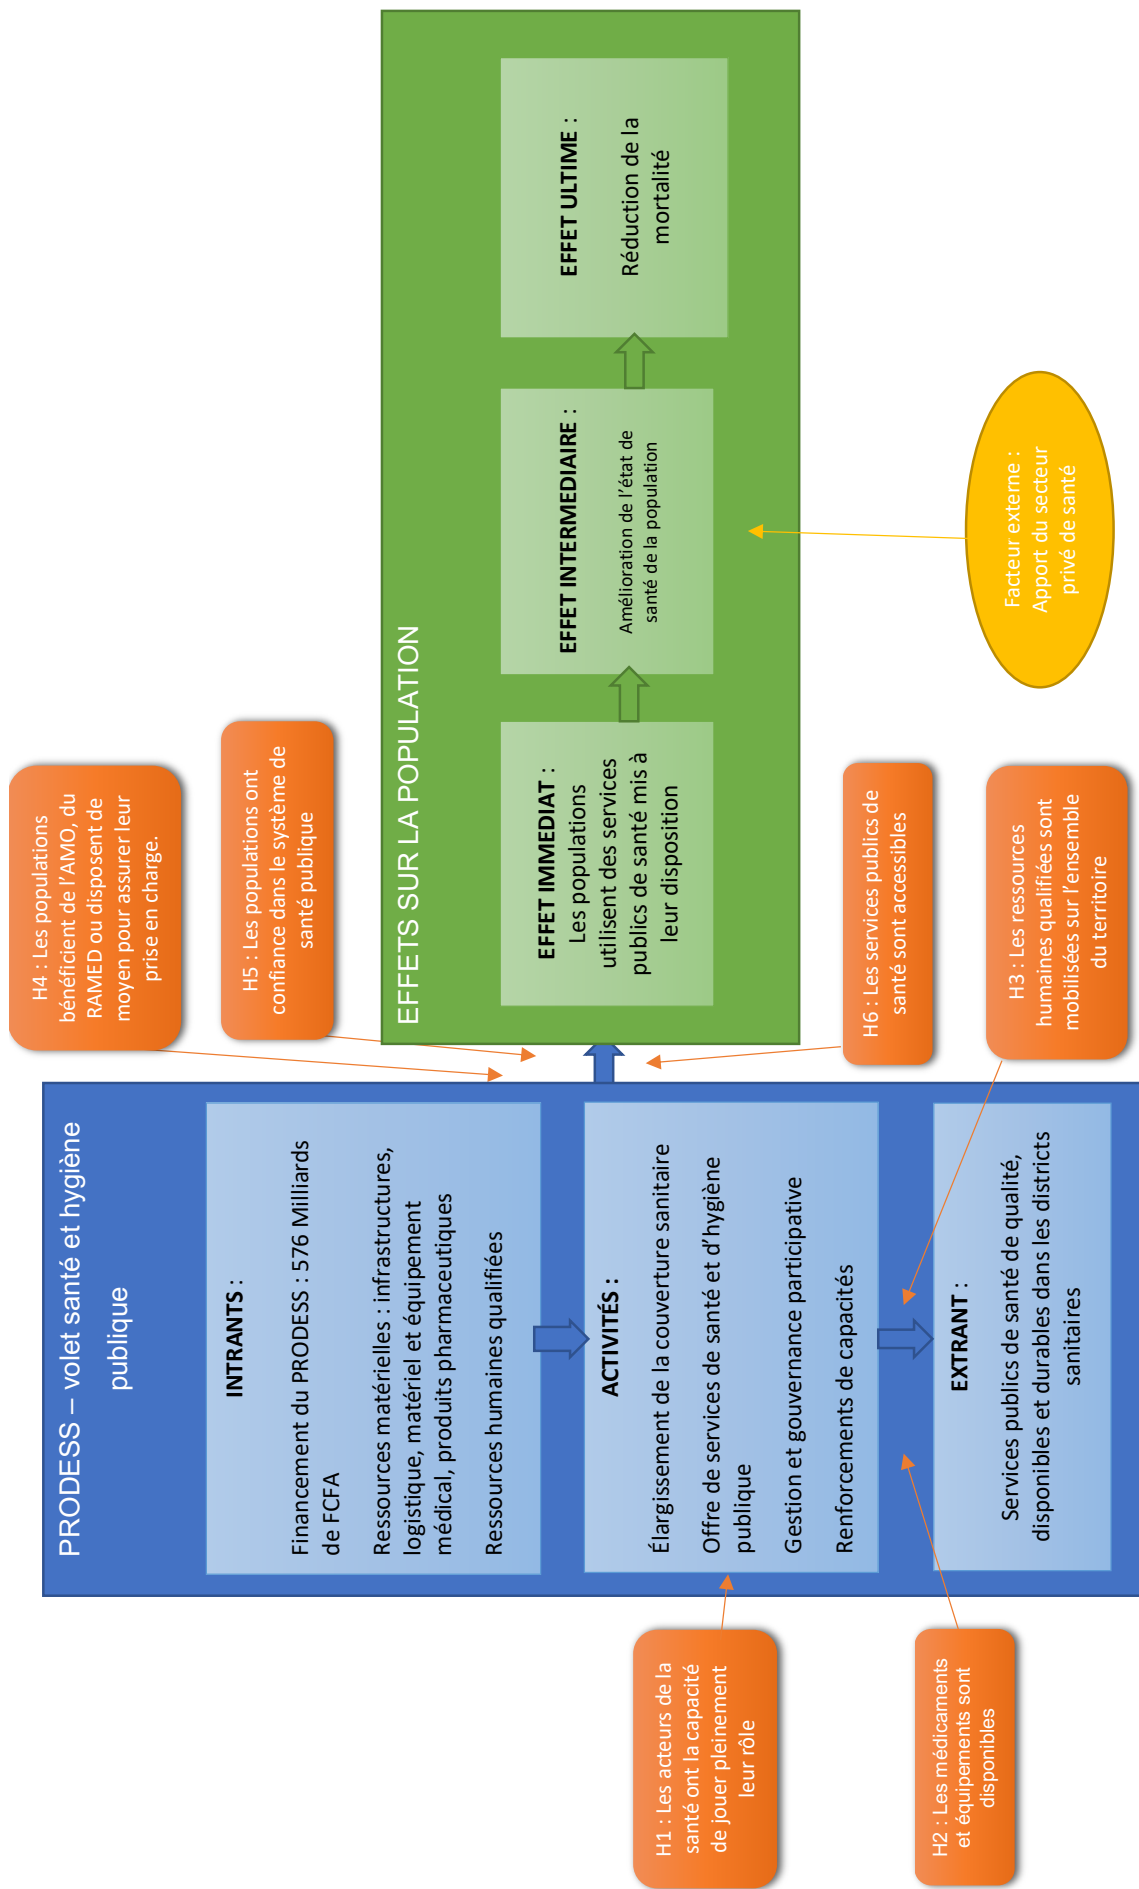 PRODESS – volet santé et hygiène
publique
INTRANTS :
Financement du PRODESS : 576 Milliards
de FCFA
Ressources matérielles : infrastructures,
logistique, matériel et équipement
médical, produits pharmaceutiques
Ressources humaines qualifiées
ACTIVITÉS :
Élargissement de la couverture sanitaire
Offre de services de santé et d’hygiène
publique
Gestion et gouvernance participative
Renforcements de capacités
EXTRANT :
Services publics de santé de qualité,
disponibles et durables dans les districts
sanitaires
H1 : Les acteurs de la
santé ont la capacité
de jouer pleinement
leur rôle
H2 : Les médicaments
et équipements sont
disponibles
H4 : Les populations
bénéficient de l’AMO, du
RAMED ou disposent de
moyen pour assurer leur
prise en charge.
H5 : Les populations ont
confiance dans le système de
santé publique
H6 : Les services publics de
santé sont accessibles
H3 : Les ressources
humaines qualifiées sont
mobilisées sur l’ensemble
du territoire
EFFETS SUR LA POPULATION
EFFET IMMEDIAT :
Les populations
utilisent des services
publics de santé mis à
leur disposition
EFFET INTERMEDIAIRE :
Amélioration de l’état de
santé de la population
EFFET ULTIME :
Réduction de la
mortalité
Facteur externe :
Apport du secteur
privé de santé